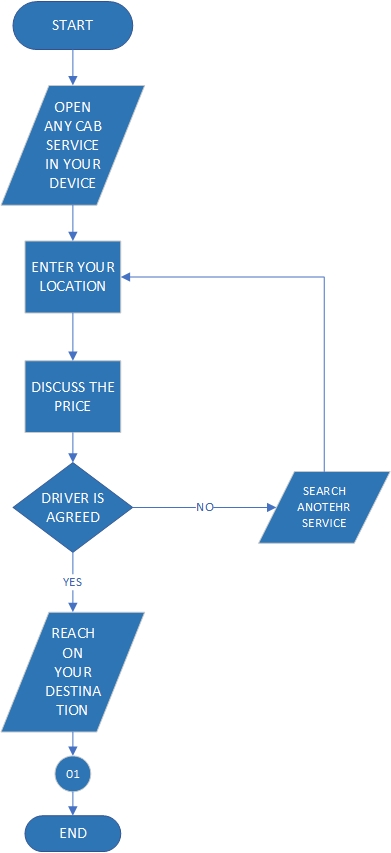 START
OPEN
ANY CAB
SERVICE
IN YOUR
DEVICE
ENTER YOUR
LOCATION
DISCUSS THE
PRICE
DRIVER IS
AGREED
NO
SEARCH
ANOTEHR
SERVICE
YES
REACH
ON
YOUR
DESTINA
TION
01
END